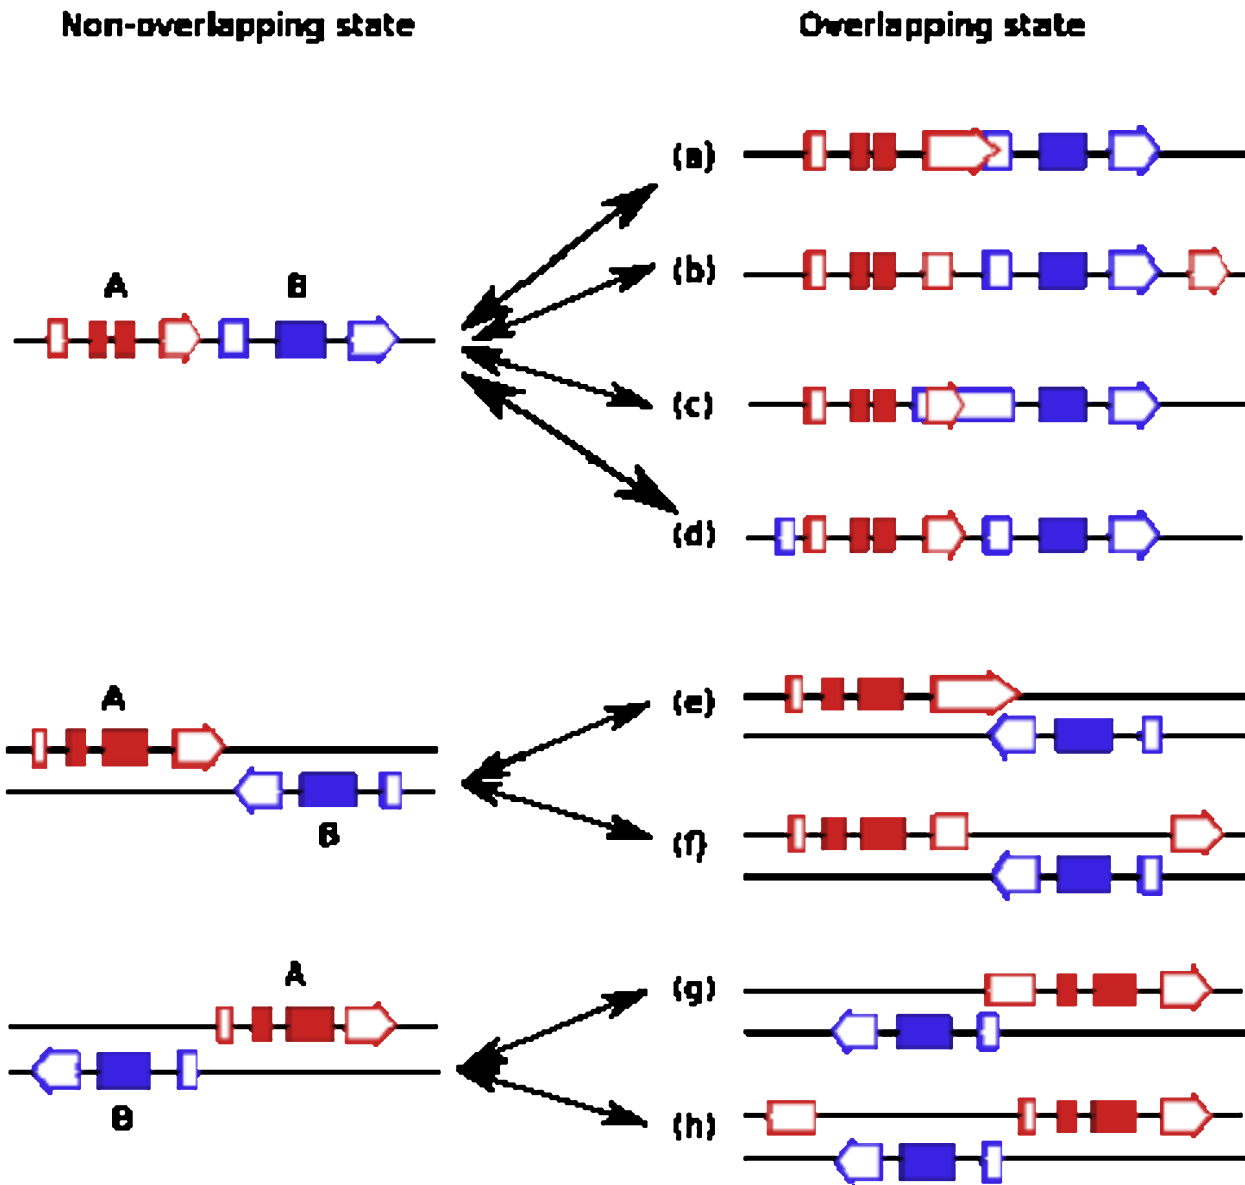 Non-overlapping state
Overlapping state
(a)
(b)
A
B
(c)
(d)
A
(e)
B
(f)
A
(g)
B
(h)